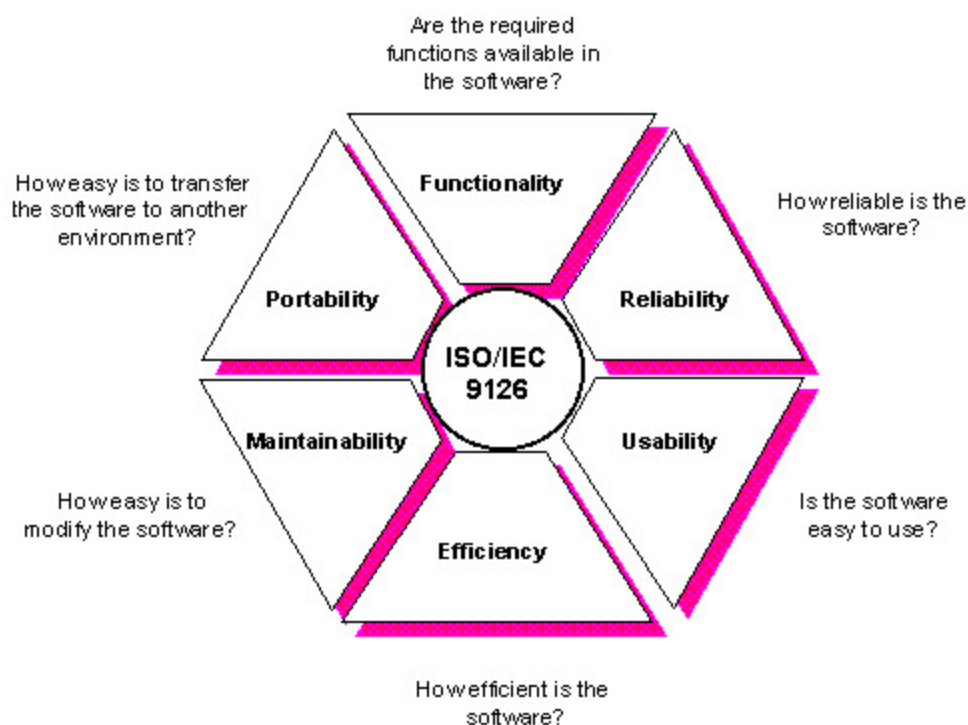 Are the required
functions available in
the software?
Functionality
How easy is to transfer
the software to another
environment?
Portability
How reliable is the
software?
Reliability
ISO/IEC
9126
Maintainability
How easy is to
modify the software?
Usability
Is the software
easy to use?
Efficiency
How efficient is the
software?